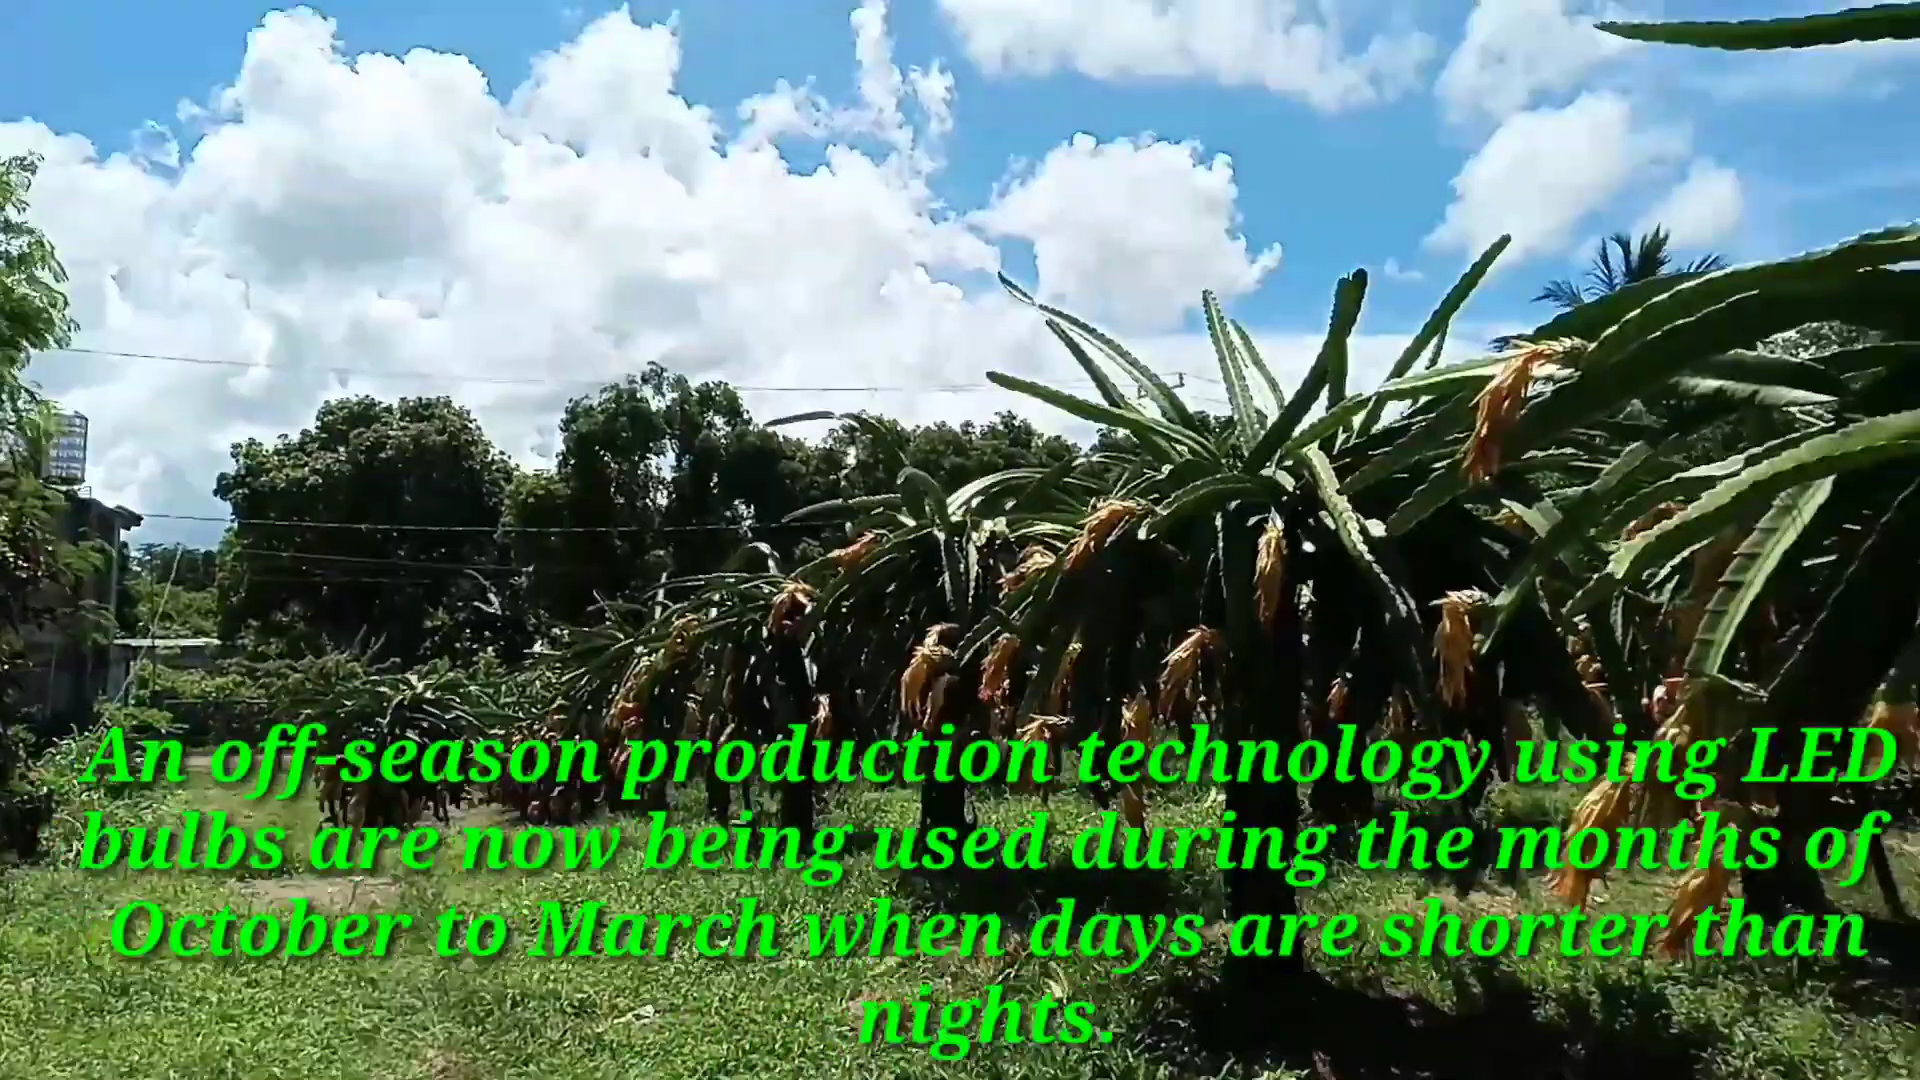 An off-season production technology using LED
bulbs are now being used during the months of
October to March when days are shorter than
nights.